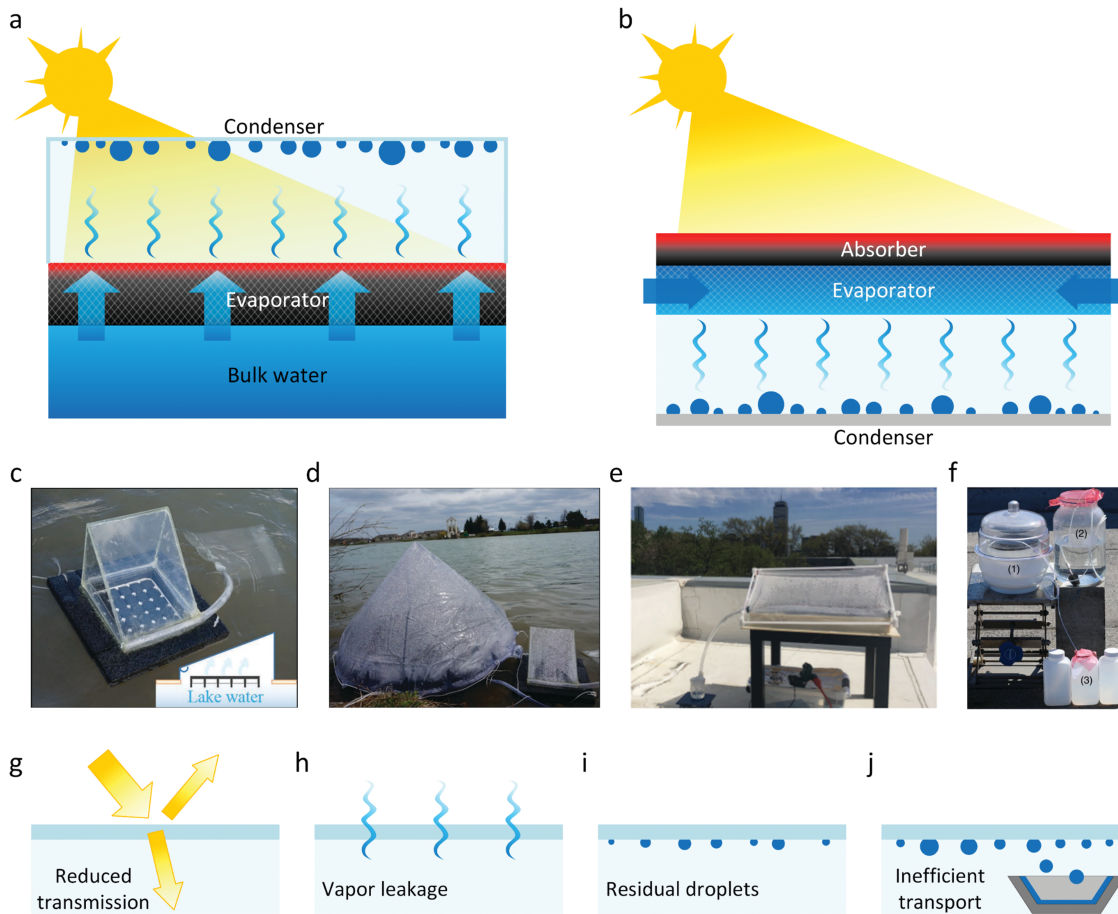 a
b
Condenser
Absorber
Evaporator
Evaporator
Bulk water
Condenser
c
d
e
f
Lake water
(1)
(2)
(3)
g
h
i
j
Reduced
transmission
Vapor leakage
Residual droplets
Inefficient
transport